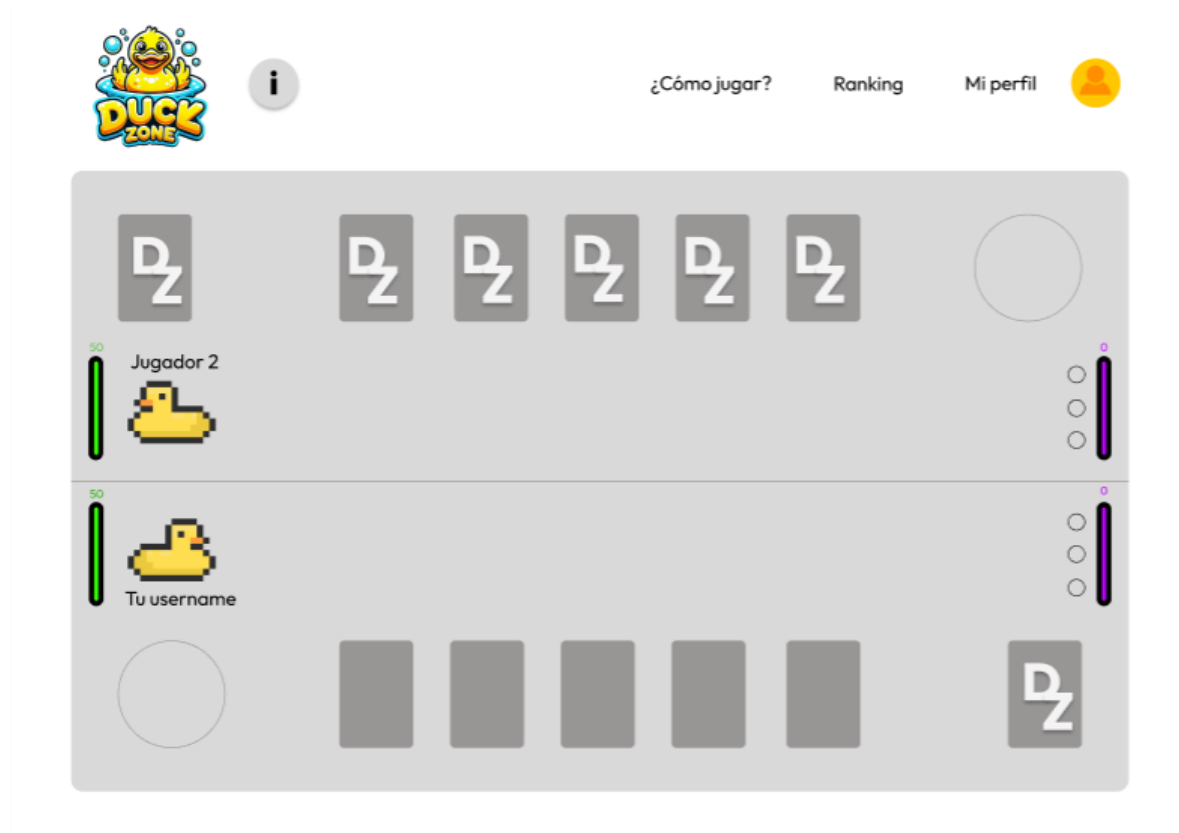 DUCK
ZONE
i
¿Cómo jugar?
Ranking
Mi perfil
DZ
DZ
DZ
DZ
DZ
DZ
50
Jugador 2
0
50
0
Tu username
DZ